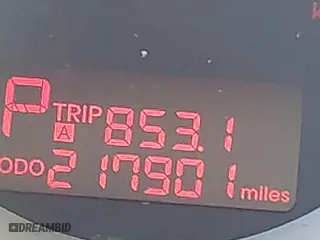 P TRIP A 853.1
ODO 217901 miles
DREAMBID